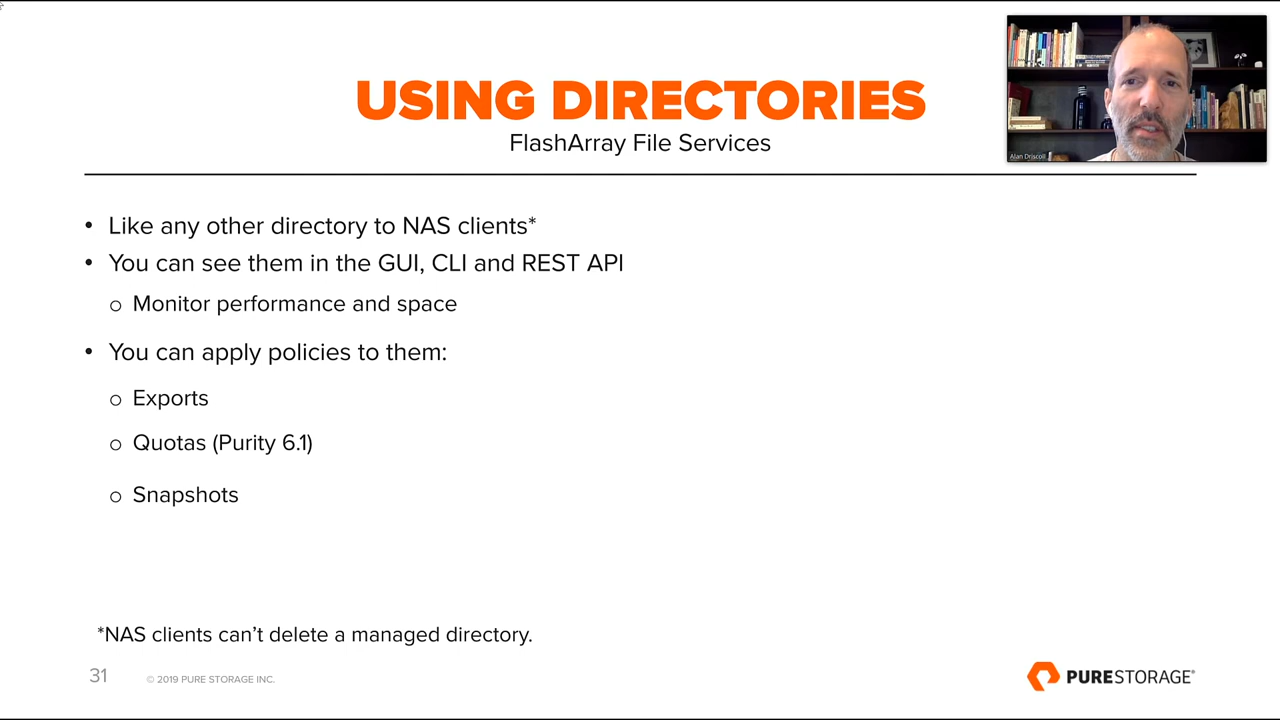 USING DIRECTORIES
FlashArray File Services
Alan Driscoll
• Like any other directory to NAS clients*
• You can see them in the GUI, CLI and REST API
o Monitor performance and space
• You can apply policies to them:
o Exports
o Quotas (Purity 6.1)
o Snapshots
*NAS clients can't delete a managed directory.
31
© 2019 PURE STORAGE INC.
PURESTORAGE®